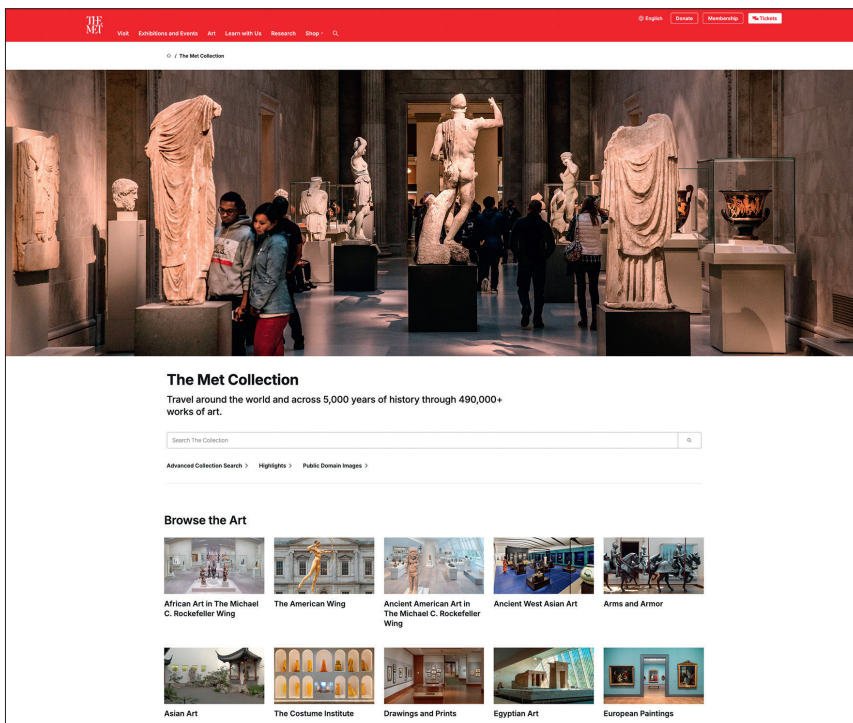 THE
MET
Visit Exhibitions and Events Art Learn with Us Research Shop
English Donate Membership Tickets
/ The Met Collection
The Met Collection
Travel around the world and across 5,000 years of history through 490,000+
works of art.
Search The Collection
Advanced Collection Search > Highlights > Public Domain Images >
Browse the Art
African Art in The Michael
C. Rockefeller Wing
The American Wing
Ancient American Art in
The Michael C. Rockefeller
Wing
Ancient West Asian Art
Arms and Armor
Asian Art
The Costume Institute
Drawings and Prints
Egyptian Art
European Paintings